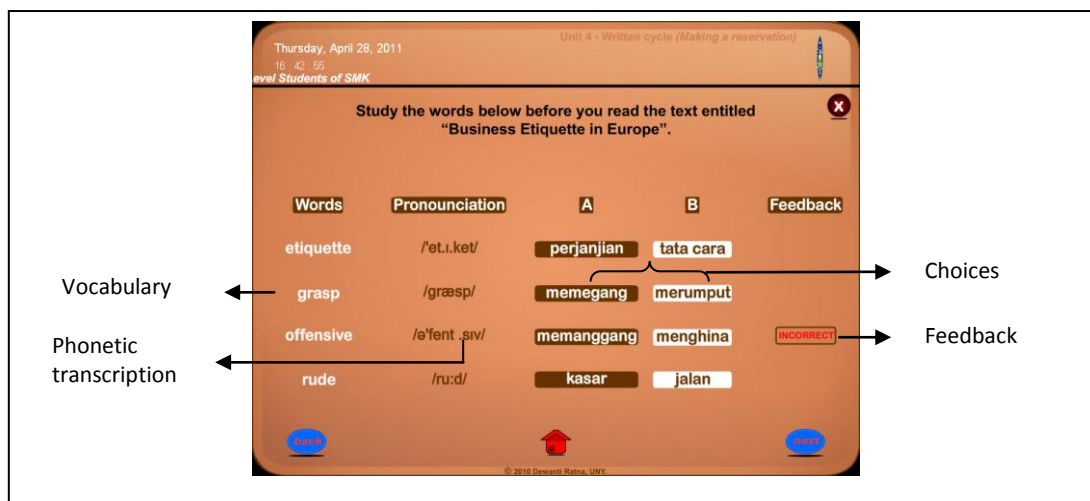 Unit 4 - Written cycle (Making a reservation)
Thursday, April 28, 2011
16 : 42 : 55
evel Students of SMK
X
Study the words below before you read the text entitled
“Business Etiquette in Europe”.
Words Pronounciation A B Feedback
etiquette /'et.ɪ.ket/ perjanjian tata cara
Vocabulary grasp /græsp/ memegang merumput Choices
offensive /ə'fent ,sɪv/ memanggang menghina INCORRECT Feedback
Phonetic
transcription
rude /ru:d/ kasar jalan
back next
© 2010 Dewanti Ratna, UNY.